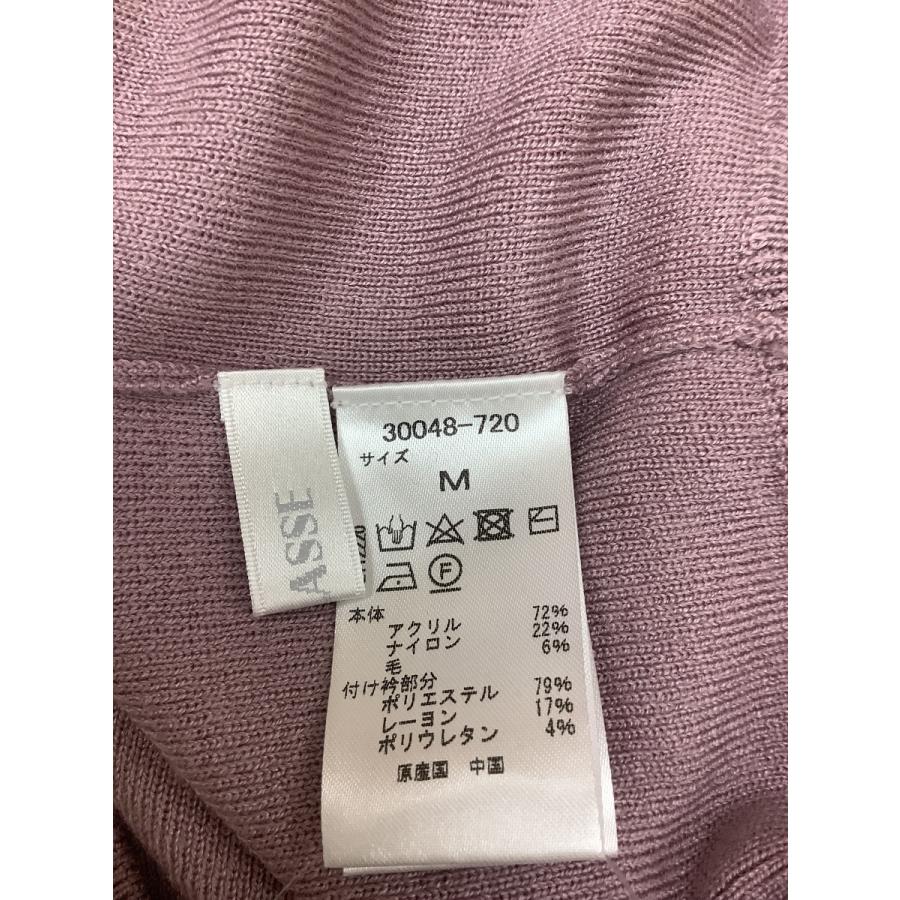 30048-720
サイズ
M
F
本体
アクリル 72%
ナイロン 22%
毛 6%
付け衿部分
ポリエステル 79%
レーヨン 17%
ポリウレタン 4%
原産国 中国
ASSE